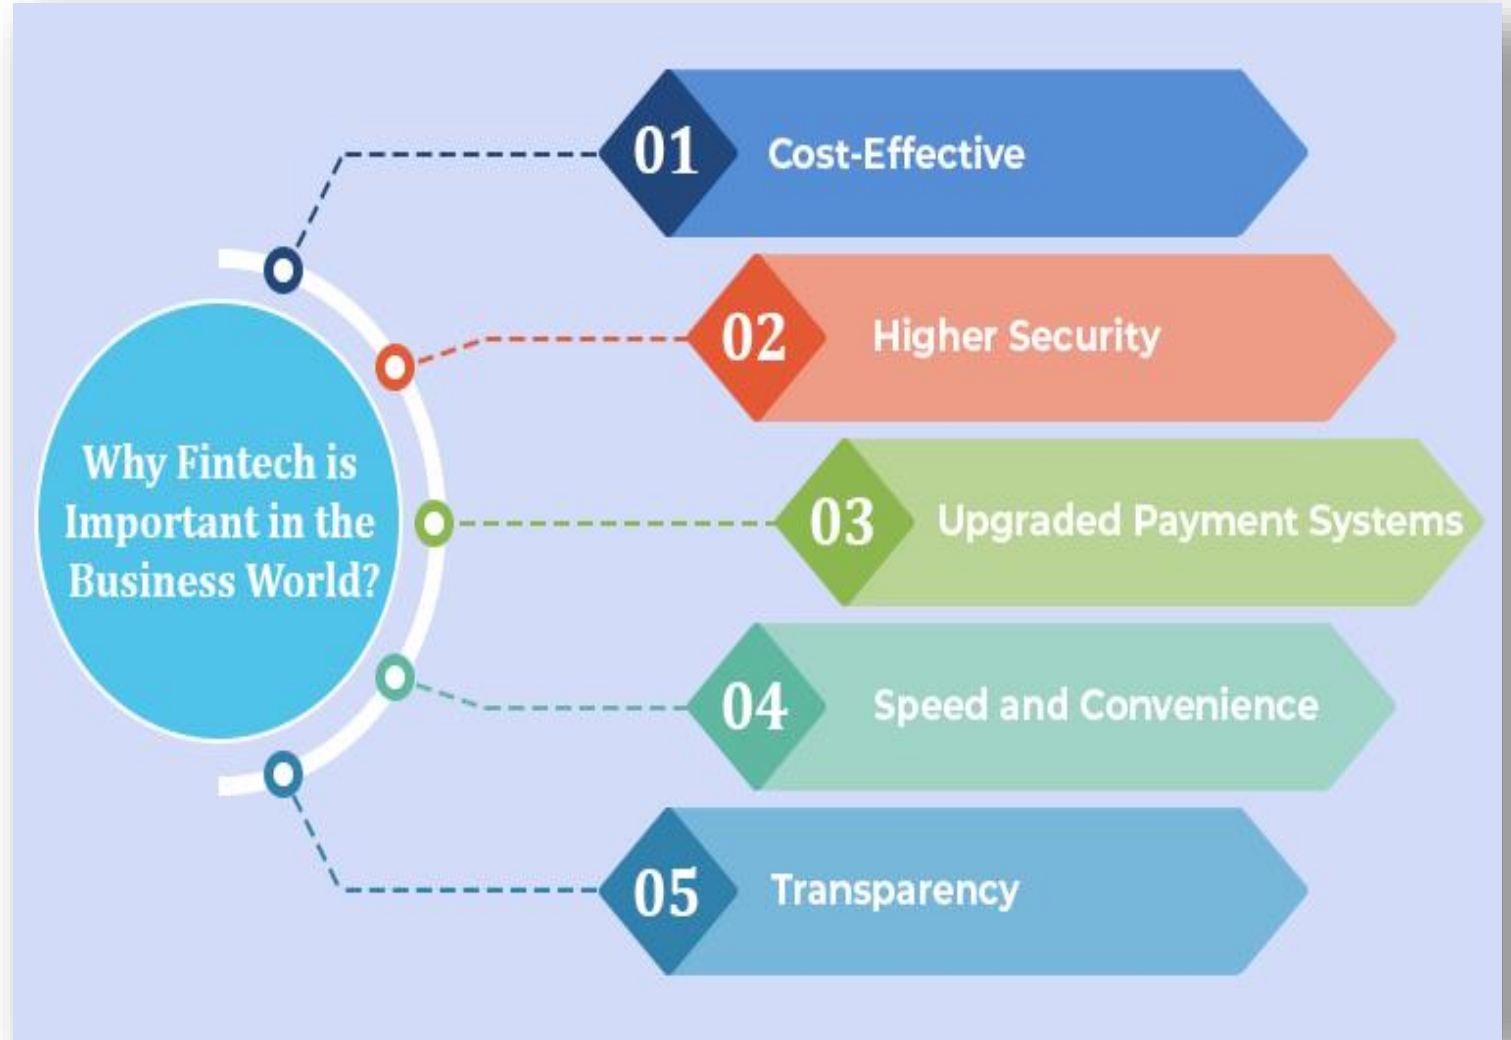 Why Fintech is
Important in the
Business World?
01 Cost-Effective
02 Higher Security
03 Upgraded Payment Systems
04 Speed and Convenience
05 Transparency